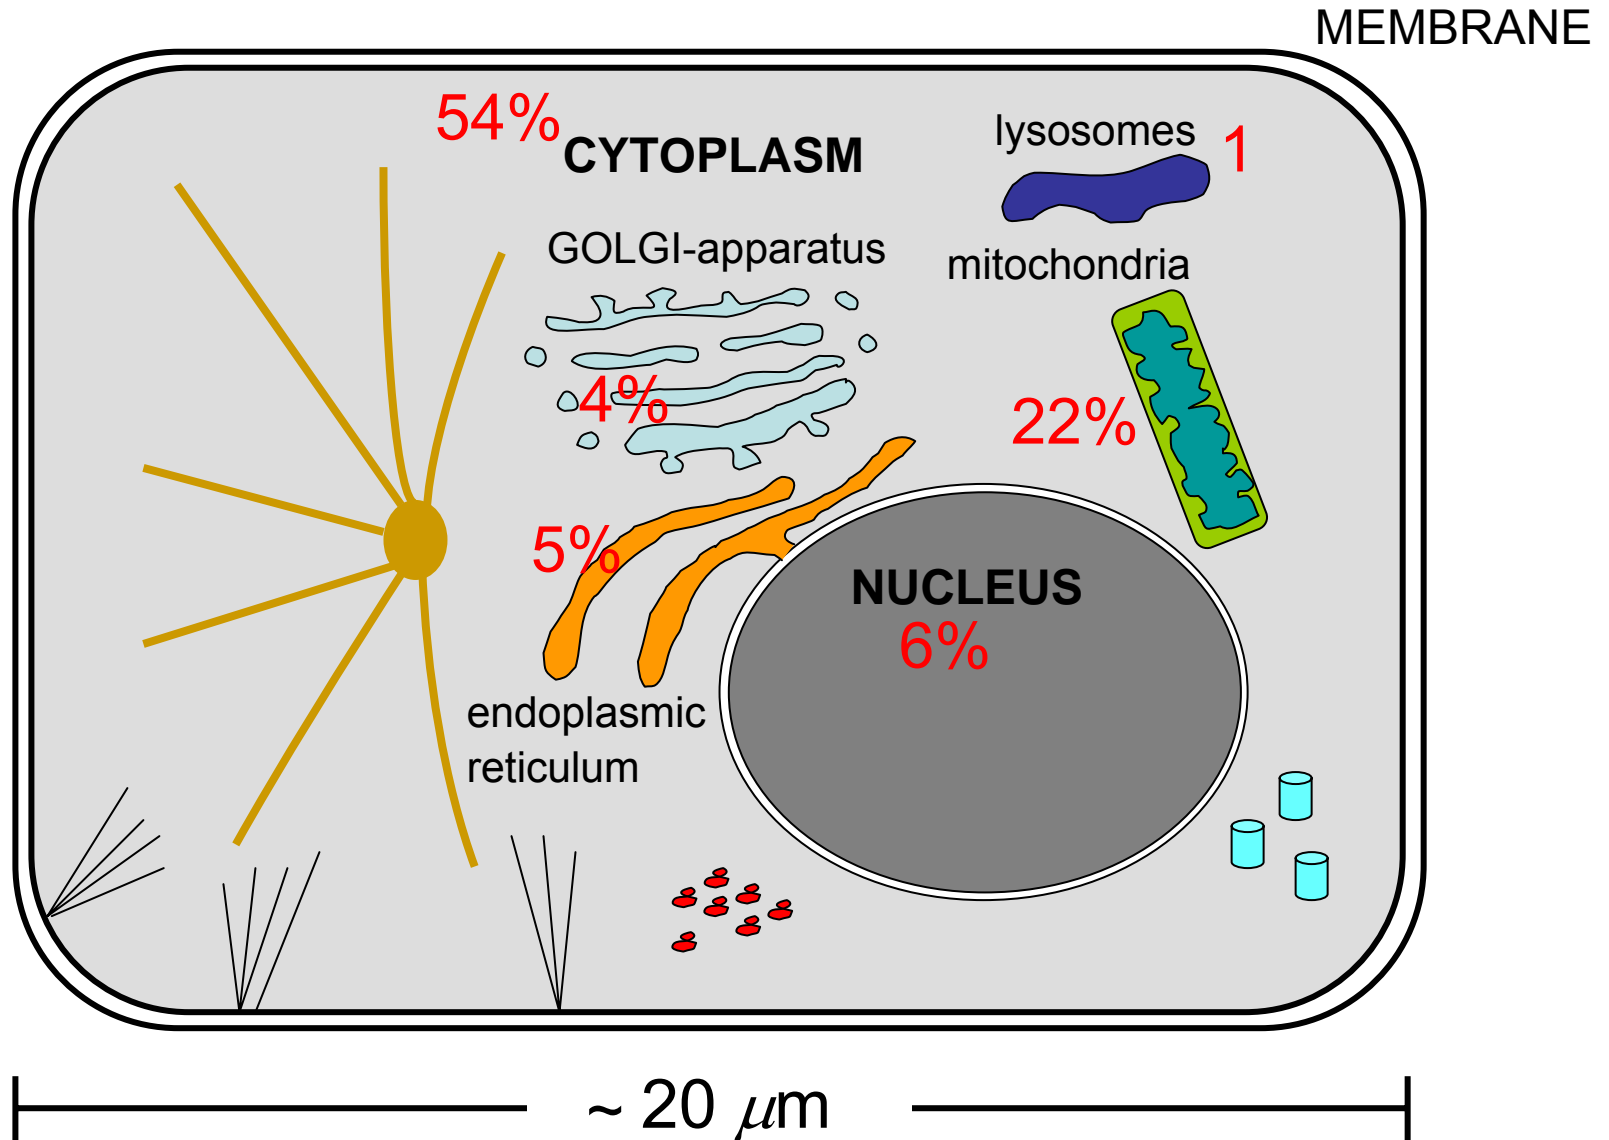 MEMBRANE
54%
CYTOPLASM
lysosomes
1
GOLGI-apparatus
mitochondria
4%
22%
5%
NUCLEUS
6%
endoplasmic
reticulum
~ 20 μm